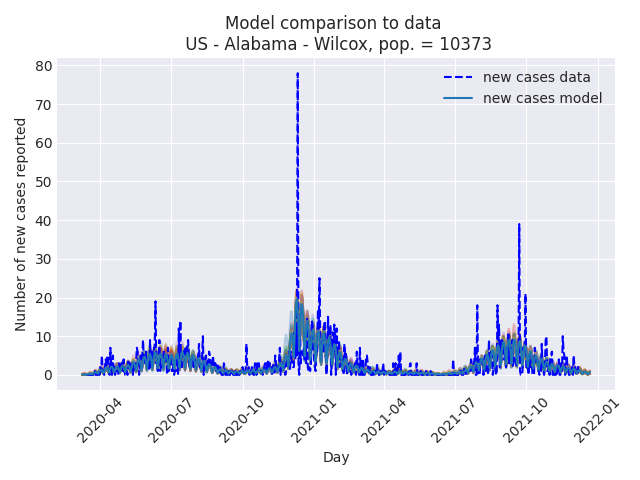 Model comparison to data
US - Alabama - Wilcox, pop. = 10373
new cases data
new cases model
Number of new cases reported
80
70
60
50
40
30
20
10
0
2020-04
2020-07
2020-10
2021-01
2021-04
2021-07
2021-10
2022-01
Day